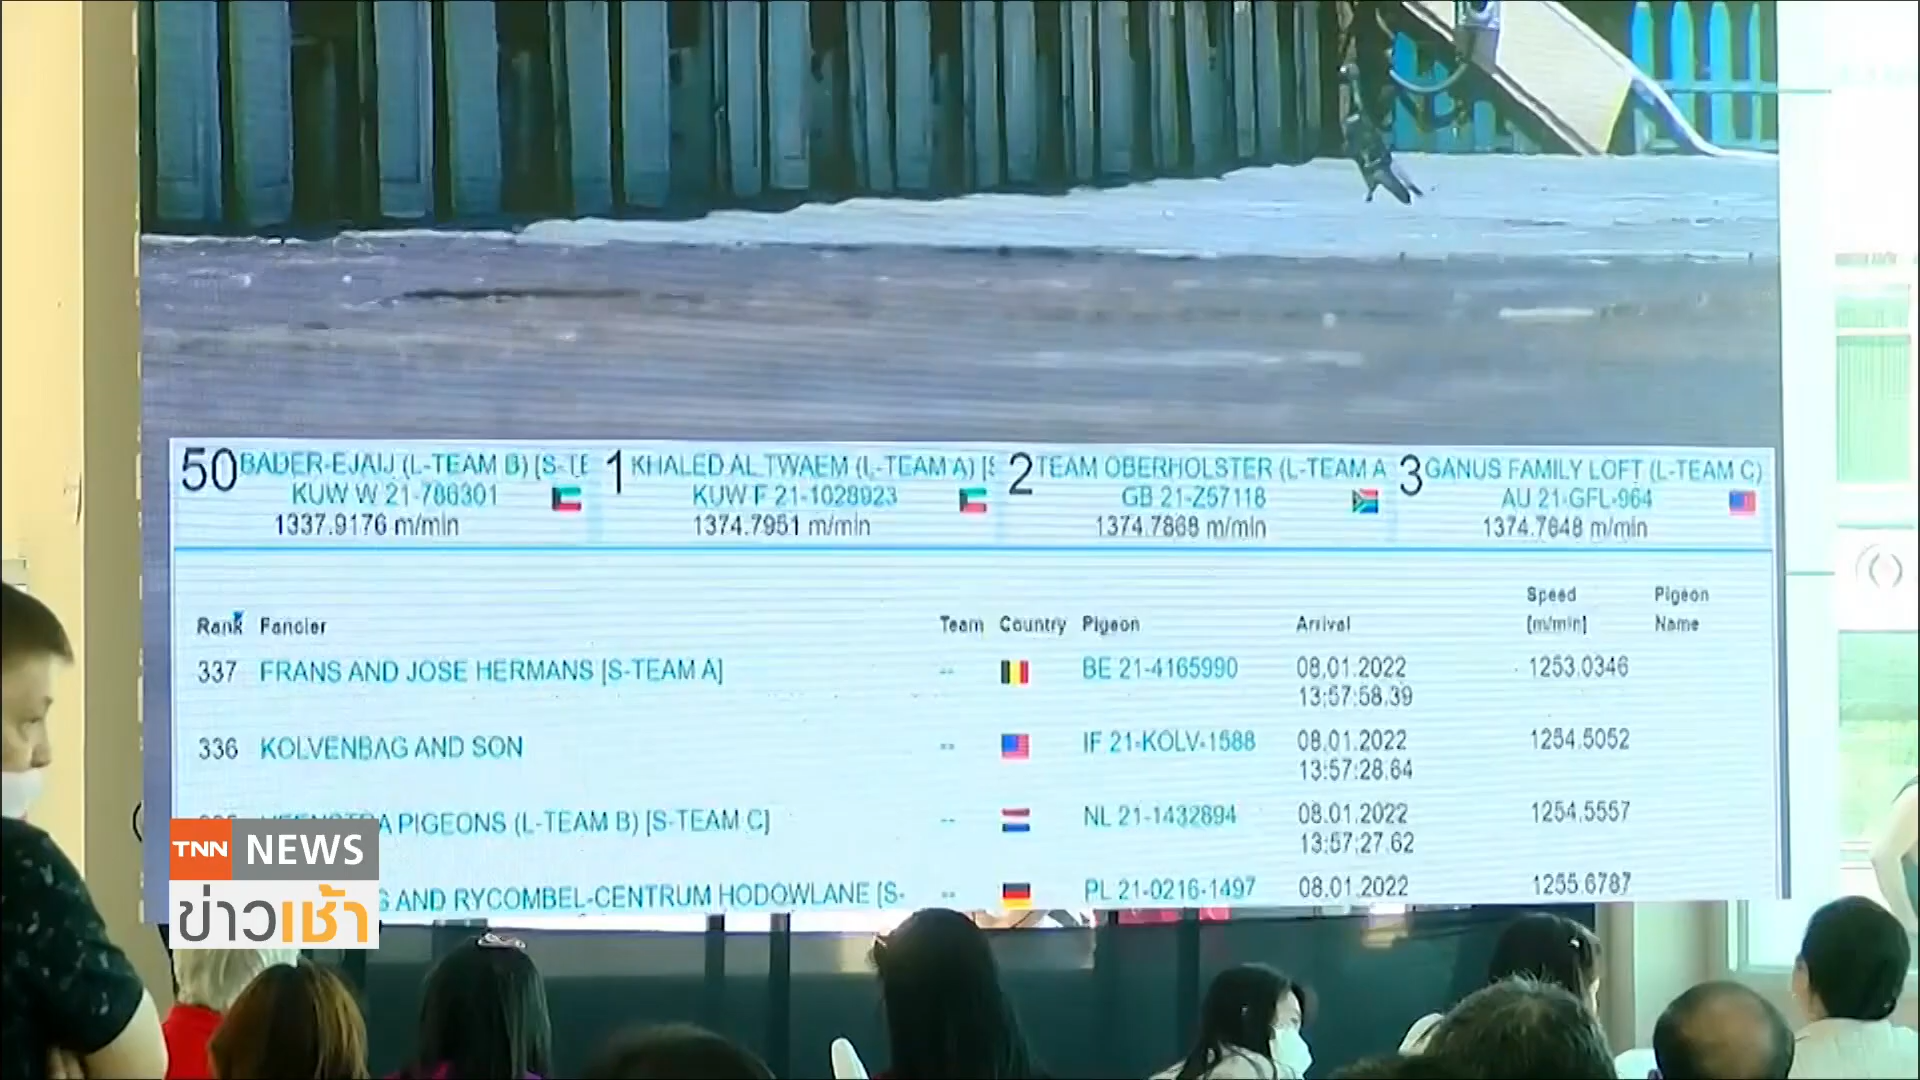 50 BADER-EJAIJ (L-TEAM B) [S-TE
KUW W 21-786301
1337.9176 m/min
1 KHALED AL TWAEM (L-TEAM A) [S
KUW F 21-1028923
1374.7951 m/min
2 TEAM OBERHOLSTER (L-TEAM A
GB 21-Z57118
1374.7868 m/min
3 GANUS FAMILY LOFT (L-TEAM C)
AU 21-GFL-964
1374.7848 m/min
Rank Fancier Team Country Pigeon Arrival Speed [m/min] Pigeon Name
337 FRANS AND JOSE HERMANS [S-TEAM A] -- BE 21-4165990 08.01.2022 1253.0346
13:57:58.39
336 KOLVENBAG AND SON -- IF 21-KOLV-1588 08.01.2022 1254.5052
13:57:28.64
PIGEONS (L-TEAM B) [S-TEAM C] -- NL 21-1432894 08.01.2022 1254.5557
13:57:27.62
AND RYCOMBEL-CENTRUM HODOWLANE [S- -- PL 21-0216-1497 08.01.2022 1255.6787
TNN NEWS
ข่าวเช้า